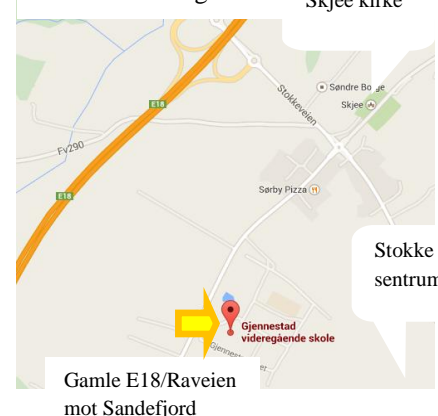 Skjee kirke
Stokkeveien
Søndre Bo
Skjee
E18
Fv290
Sørby Pizza
E18
Stokke
sentrum
Gjennestad
videregående skole
Gamle E18/Raveien
mot Sandefjord